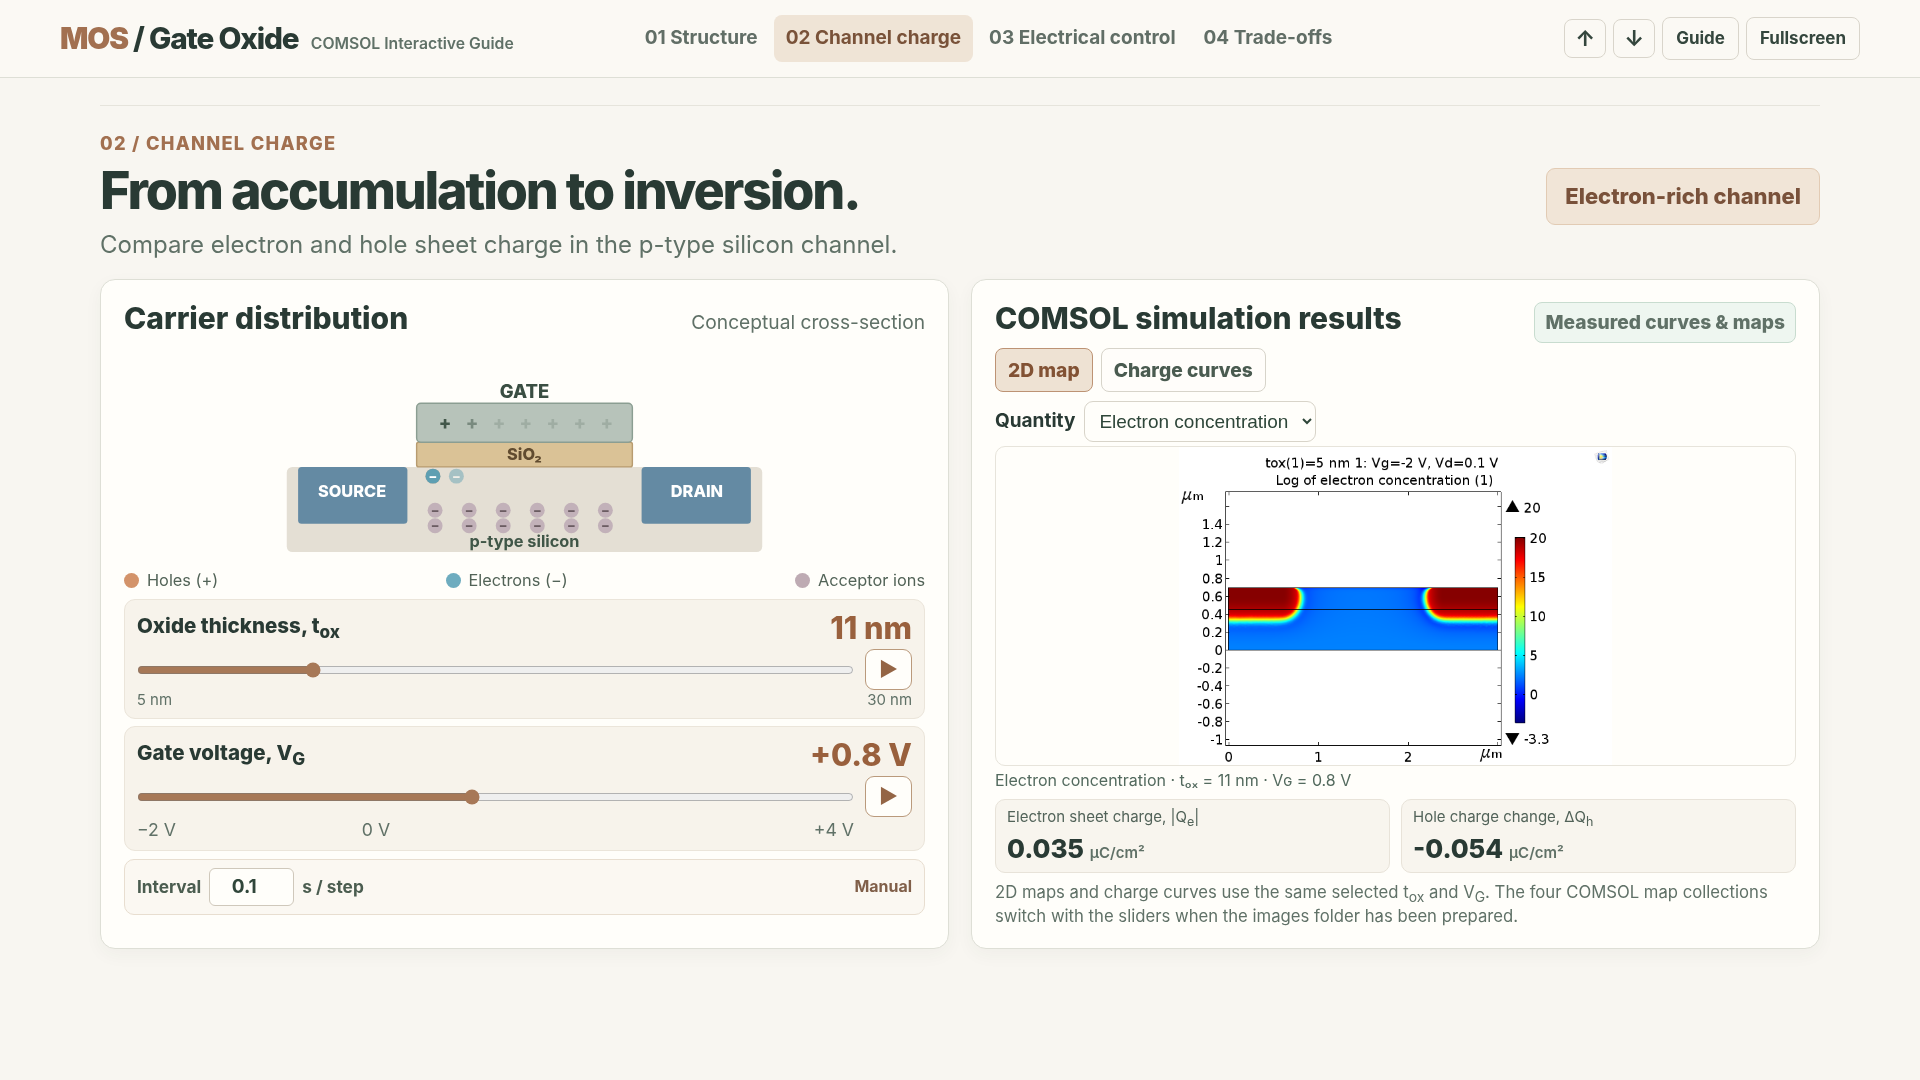 MOS / Gate Oxide COMSOL Interactive Guide
01 Structure
02 Channel charge
03 Electrical control
04 Trade-offs
↑
↓
Guide
Fullscreen
02 / CHANNEL CHARGE
From accumulation to inversion.
Electron-rich channel
Compare electron and hole sheet charge in the p-type silicon channel.
Carrier distribution
Conceptual cross-section
GATE
+ + + + + + +
SiO₂
− −
SOURCE
DRAIN
− − − − − −
− − − − − −
p-type silicon
Holes (+)
Electrons (−)
Acceptor ions
Oxide thickness, tox
11 nm
5 nm
30 nm
Gate voltage, VG
+0.8 V
−2 V
0 V
+4 V
Interval 0.1 s / step
Manual
COMSOL simulation results
Measured curves & maps
2D map
Charge curves
Quantity Electron concentration
tox(1)=5 nm 1: Vg=-2 V, Vd=0.1 V
Log of electron concentration (1)
μm
1.4
1.2
1
0.8
0.6
0.4
0.2
0
-0.2
-0.4
-0.6
-0.8
-1
0
1
2
μm
▲ 20
20
15
10
5
0
▼ -3.3
Electron concentration · tₒₓ = 11 nm · VG = 0.8 V
Electron sheet charge, |Qe|
0.035 µC/cm²
Hole charge change, ΔQh
-0.054 µC/cm²
2D maps and charge curves use the same selected tox and VG. The four COMSOL map collections
switch with the sliders when the images folder has been prepared.